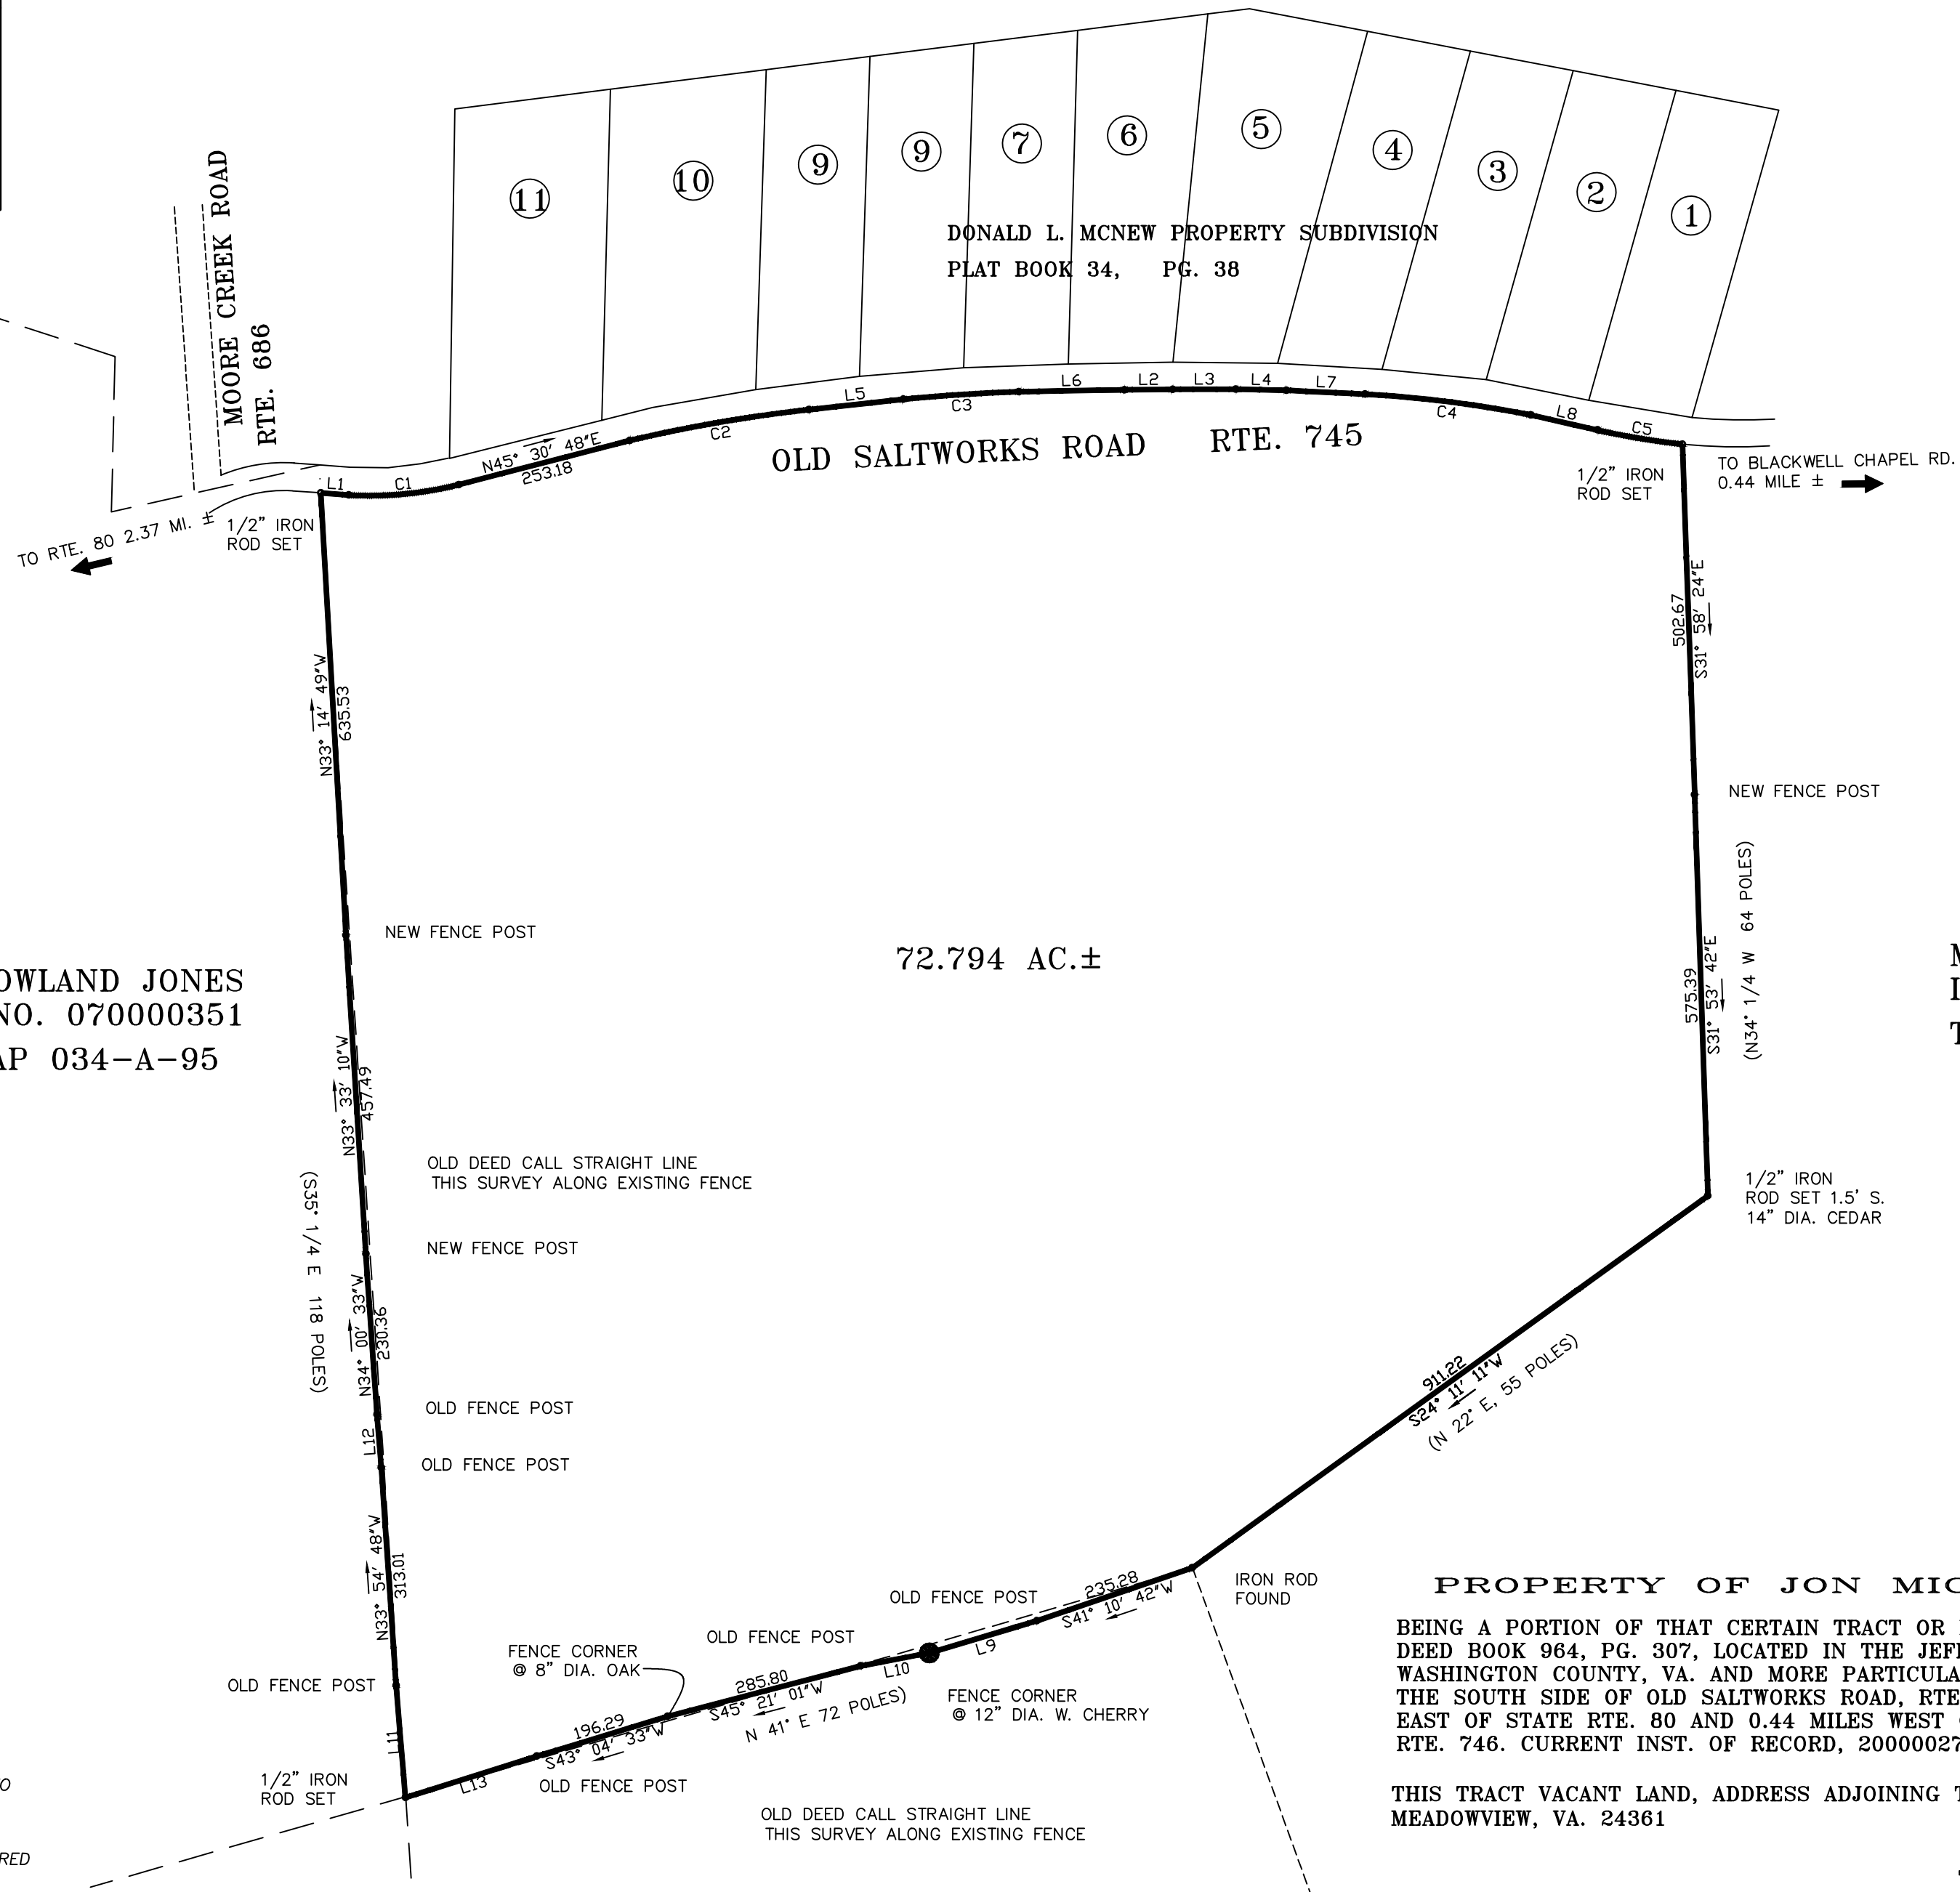 11
10
9
9
7
6
5
4
3
2
1
DONALD L. MCNEW PROPERTY SUBDIVISION
PLAT BOOK 34, PG. 38
MOORE CREEK ROAD
RTE. 686
L1
C1
N45° 30' 48"E
253.18
C2
L5
C3
L6
L2
L3
L4
L7
C4
L8
C5
OLD SALTWORKS ROAD RTE. 745
TO RTE. 80 2.37 MI. ±
1/2" IRON
ROD SET
1/2" IRON
ROD SET
TO BLACKWELL CHAPEL RD.
0.44 MILE ±
N33° 14' 49"W
635.53
502.67
S31° 58' 24"E
NEW FENCE POST
NEW FENCE POST
72.794 AC.±
OWLAND JONES
NO. 070000351
AP 034-A-95
575.39
S31° 53' 42"E
(N34° 1/4 W 64 POLES)
M
I
T
N33° 33' 10"W
457.49
OLD DEED CALL STRAIGHT LINE
THIS SURVEY ALONG EXISTING FENCE
(S35° 1/4 E 118 POLES)
NEW FENCE POST
1/2" IRON
ROD SET 1.5' S.
14" DIA. CEDAR
N34° 00' 33"W
230.36
OLD FENCE POST
L12
OLD FENCE POST
911.22
S24° 11' 11"W
(N 22° E, 55 POLES)
N33° 54' 48"W
313.01
OLD FENCE POST
235.28
S41° 10' 42"W
IRON ROD
FOUND
OLD FENCE POST
FENCE CORNER
@ 8" DIA. OAK
L9
L10
285.80
S45° 21' 01"W
N 41° E 72 POLES)
FENCE CORNER
@ 12" DIA. W. CHERRY
OLD FENCE POST
L11
196.29
S43° 04' 33"W
L13
OLD FENCE POST
1/2" IRON
ROD SET
OLD DEED CALL STRAIGHT LINE
THIS SURVEY ALONG EXISTING FENCE
O
RED
PROPERTY OF JON MIC
BEING A PORTION OF THAT CERTAIN TRACT OR
DEED BOOK 964, PG. 307, LOCATED IN THE JEFF
WASHINGTON COUNTY, VA. AND MORE PARTICULA
THE SOUTH SIDE OF OLD SALTWORKS ROAD, RTE
EAST OF STATE RTE. 80 AND 0.44 MILES WEST
RTE. 746. CURRENT INST. OF RECORD, 20000027
THIS TRACT VACANT LAND, ADDRESS ADJOINING T
MEADOWVIEW, VA. 24361